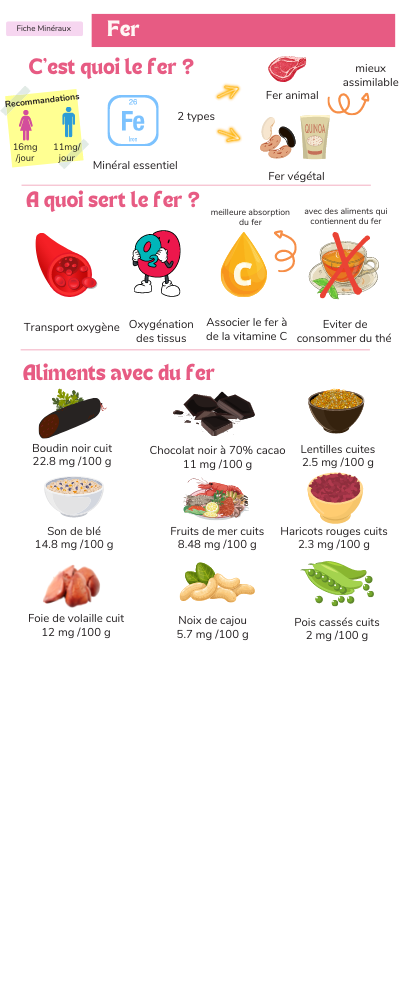 Fiche Minéraux
Fer
C'est quoi le fer ?
Recommandations
16mg
/jour
11mg/
jour
26
Fe
Iron
Minéral essentiel
2 types
Fer animal
mieux
assimilable
QUINOA
Fer végétal
A quoi sert le fer ?
meilleure absorption
du fer
avec des aliments qui
contiennent du fer
O2
C
Transport oxygène
Oxygénation
des tissus
Associer le fer à
de la vitamine C
Eviter de
consommer du thé
Aliments avec du fer
Boudin noir cuit
22.8 mg /100 g
Chocolat noir à 70% cacao
11 mg /100 g
Lentilles cuites
2.5 mg /100 g
Son de blé
14.8 mg /100 g
Fruits de mer cuits
8.48 mg /100 g
Haricots rouges cuits
2.3 mg /100 g
Foie de volaille cuit
12 mg /100 g
Noix de cajou
5.7 mg /100 g
Pois cassés cuits
2 mg /100 g